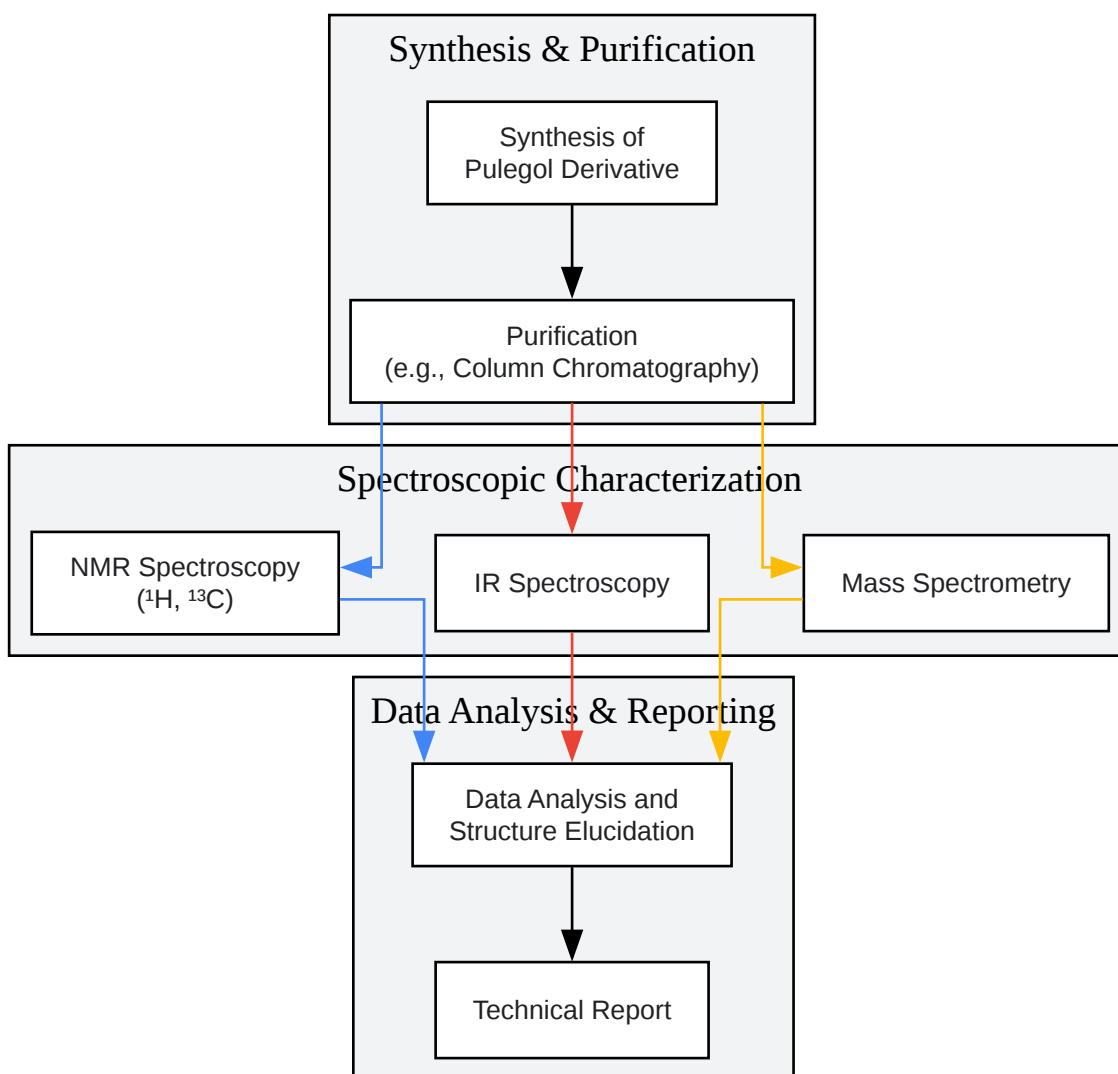 Synthesis & Purification
Synthesis of
Pulegol Derivative
Purification
(e.g., Column Chromatography)
Spectroscopic Characterization
NMR Spectroscopy
(¹H, ¹³C)
IR Spectroscopy
Mass Spectrometry
Data Analysis & Reporting
Data Analysis and
Structure Elucidation
Technical Report